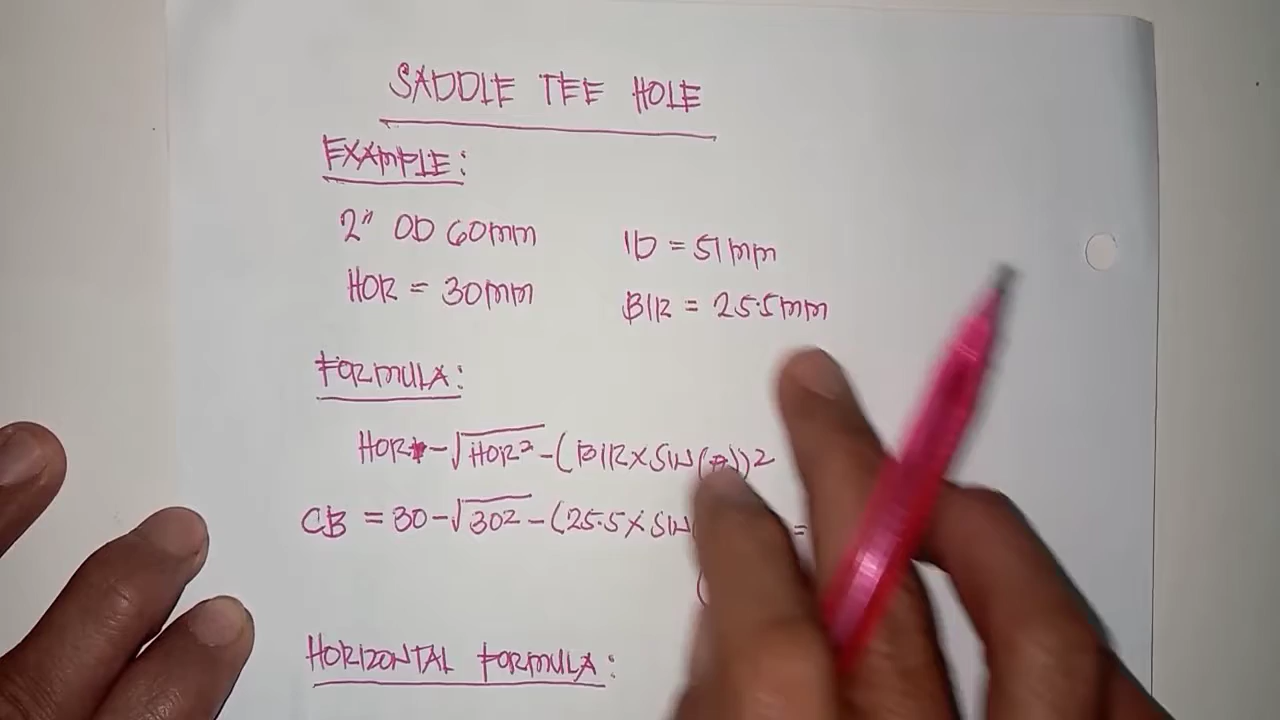 SADDLE TEE HOLE
EXAMPLE:
2" OD 60mm
ID = 51mm
HOR = 30mm
BIR = 25.5mm
FORMULA:
HOR - √HOR² - (BIR X SIN(A))2
CB = 30 - √30² - (25.5 X SIN =
HORIZONTAL FORMULA: